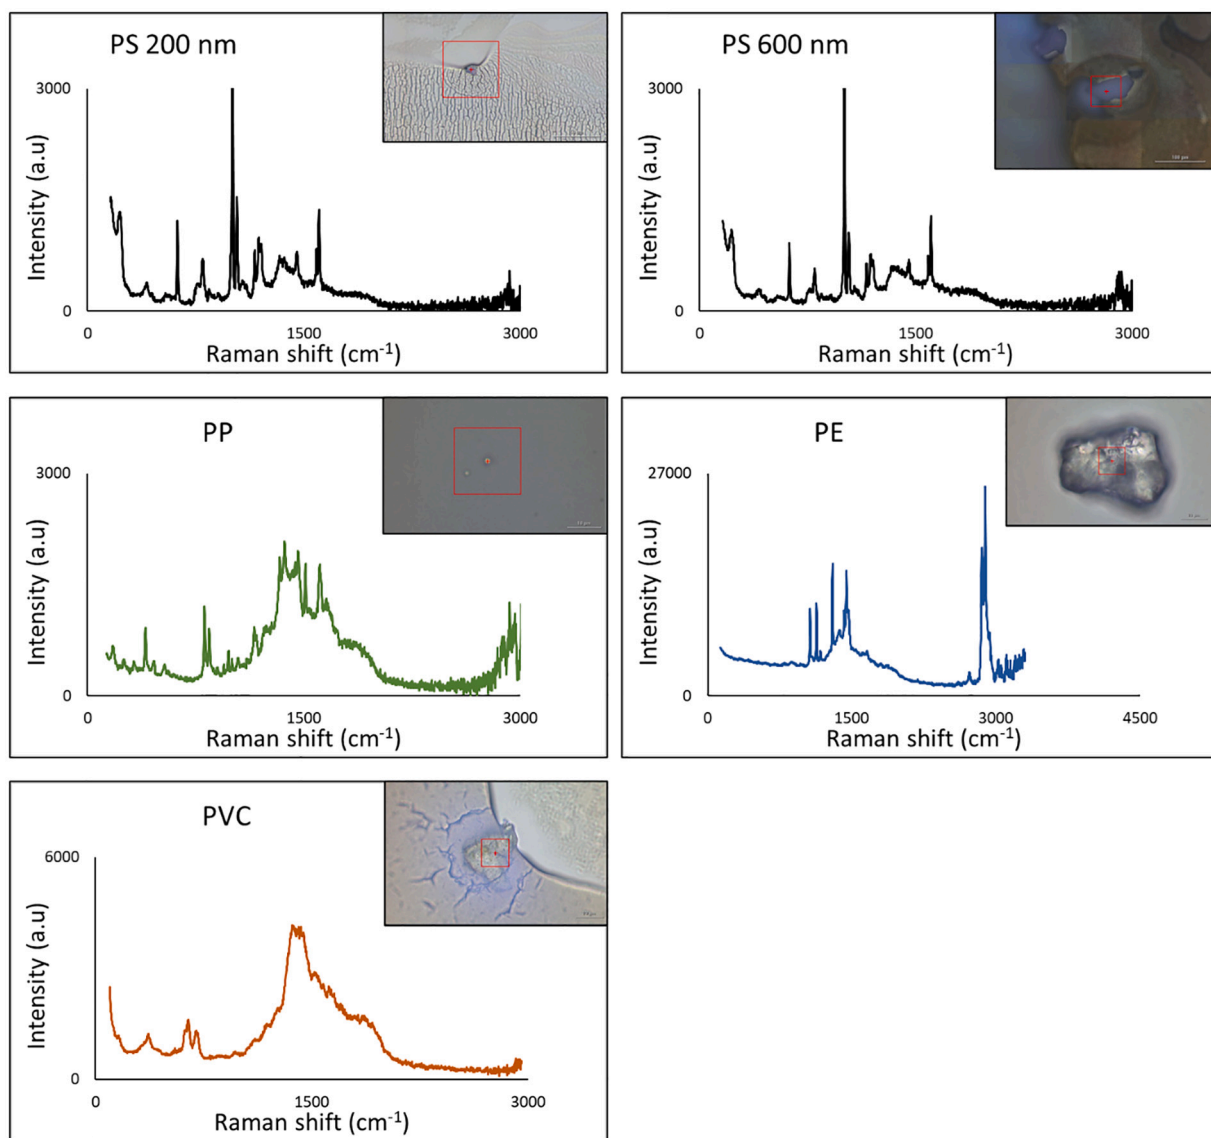 PS 200 nm
3000
Intensity (a.u)
0
0
1500
3000
Raman shift (cm-1)
PS 600 nm
100 µm
3000
Intensity (a.u)
0
0
1500
3000
Raman shift (cm-1)
PP
3000
Intensity (a.u)
0
0
1500
3000
Raman shift (cm-1)
PE
27000
Intensity (a.u)
0
0
1500
3000
4500
Raman shift (cm-1)
PVC
6000
Intensity (a.u)
0
0
1500
3000
Raman shift (cm-1)